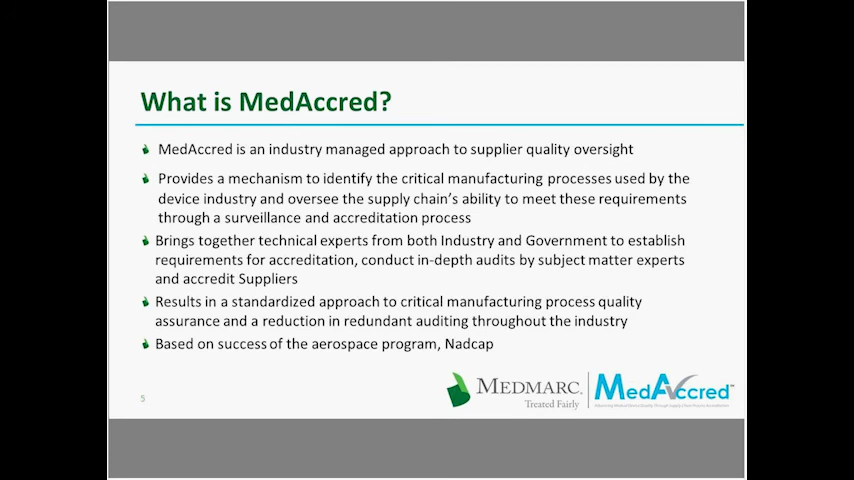 What is MedAccred?
MedAccred is an industry managed approach to supplier quality oversight
Provides a mechanism to identify the critical manufacturing processes used by the
device industry and oversee the supply chain's ability to meet these requirements
through a surveillance and accreditation process
Brings together technical experts from both Industry and Government to establish
requirements for accreditation, conduct in-depth audits by subject matter experts
and accredit Suppliers
Results in a standardized approach to critical manufacturing process quality
assurance and a reduction in redundant auditing throughout the industry
Based on success of the aerospace program, Nadcap
5
MEDMARC®
Treated Fairly
MedAccred™